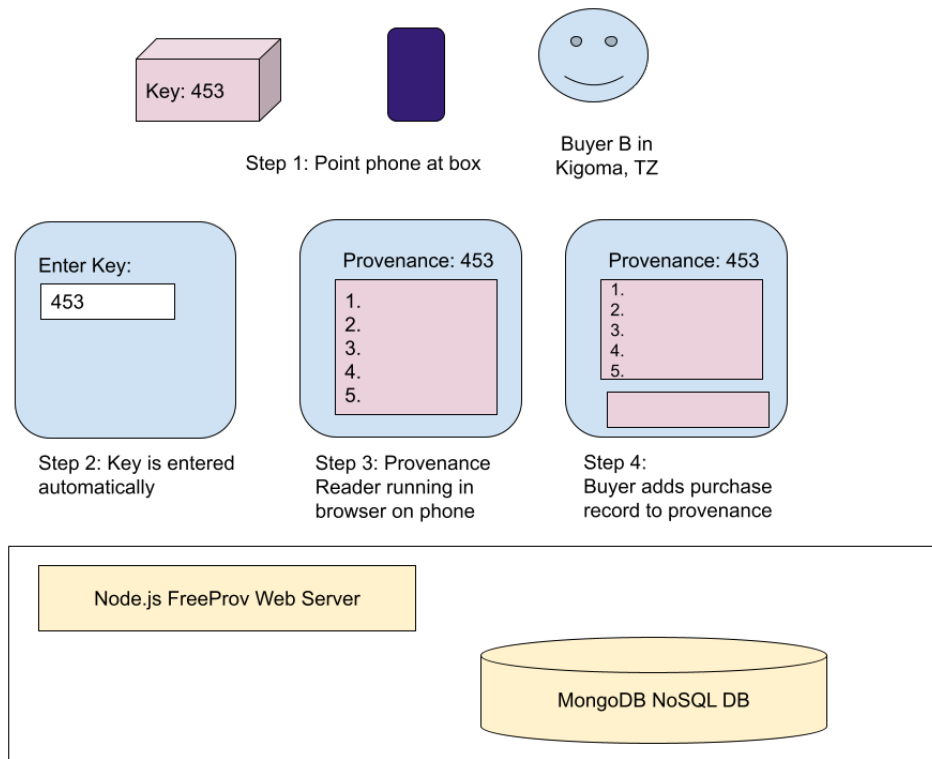 Key: 453
Step 1: Point phone at box
Buyer B in
Kigoma, TZ
Enter Key:
453
Step 2: Key is entered
automatically
Provenance: 453
1.
2.
3.
4.
5.
Step 3: Provenance
Reader running in
browser on phone
Provenance: 453
1.
2.
3.
4.
5.
Step 4:
Buyer adds purchase
record to provenance
Node.js FreeProv Web Server
MongoDB NoSQL DB